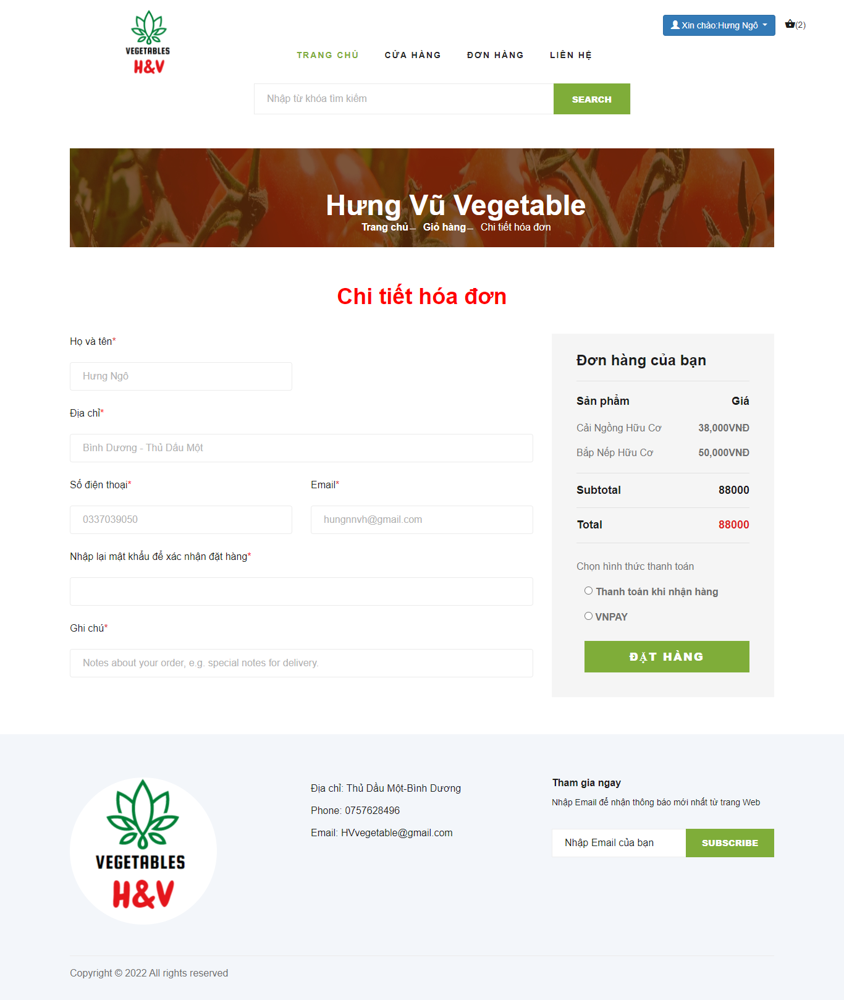 VEGETABLES
H&V
Xin chào:Hưng Ngô
(2)
TRANG CHỦ CỬA HÀNG ĐƠN HÀNG LIÊN HỆ
Nhập từ khóa tìm kiếm
SEARCH
Hưng Vũ Vegetable
Trang chủ Giỏ hàng Chi tiết hóa đơn
Chi tiết hóa đơn
Họ và tên*
Hưng Ngô
Địa chỉ*
Bình Dương - Thủ Dầu Một
Số điện thoại* Email*
0337039050 hungnnvh@gmail.com
Nhập lại mật khẩu để xác nhận đặt hàng*
Ghi chú*
Notes about your order, e.g. special notes for delivery.
Đơn hàng của bạn
Sản phẩm Giá
Cải Ngồng Hữu Cơ 38,000VNĐ
Bắp Nếp Hữu Cơ 50,000VNĐ
Subtotal 88000
Total 88000
Chọn hình thức thanh toán
Thanh toán khi nhận hàng
VNPAY
ĐẶT HÀNG
VEGETABLES
H&V
Địa chỉ: Thủ Dầu Một-Bình Dương
Phone: 0757628496
Email: HVvegetable@gmail.com
Tham gia ngay
Nhập Email để nhận thông báo mới nhất từ trang Web
Nhập Email của bạn
SUBSCRIBE
Copyright © 2022 All rights reserved